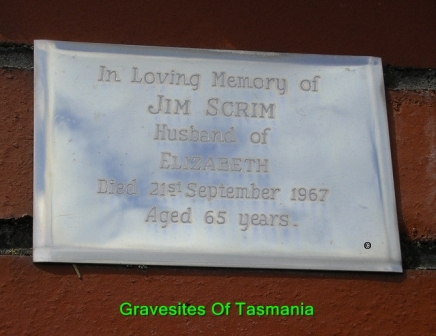 In Loving Memory of
JIM SCRIM
Husband of
ELIZABETH
Died 21st September 1967
Aged 65 years.
©
Gravesites Of Tasmania